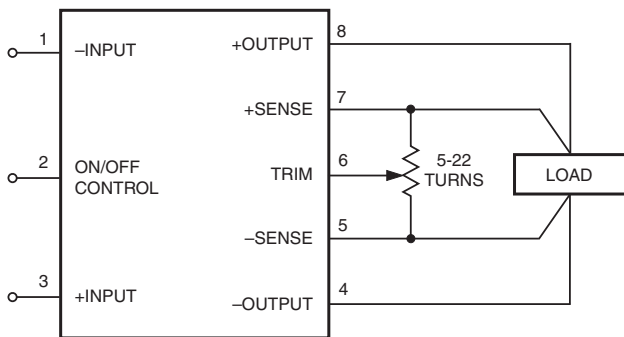 1
–INPUT
+OUTPUT
8
+SENSE
7
2
ON/OFF
CONTROL
TRIM
6
5-22
TURNS
LOAD
–SENSE
5
3
+INPUT
–OUTPUT
4